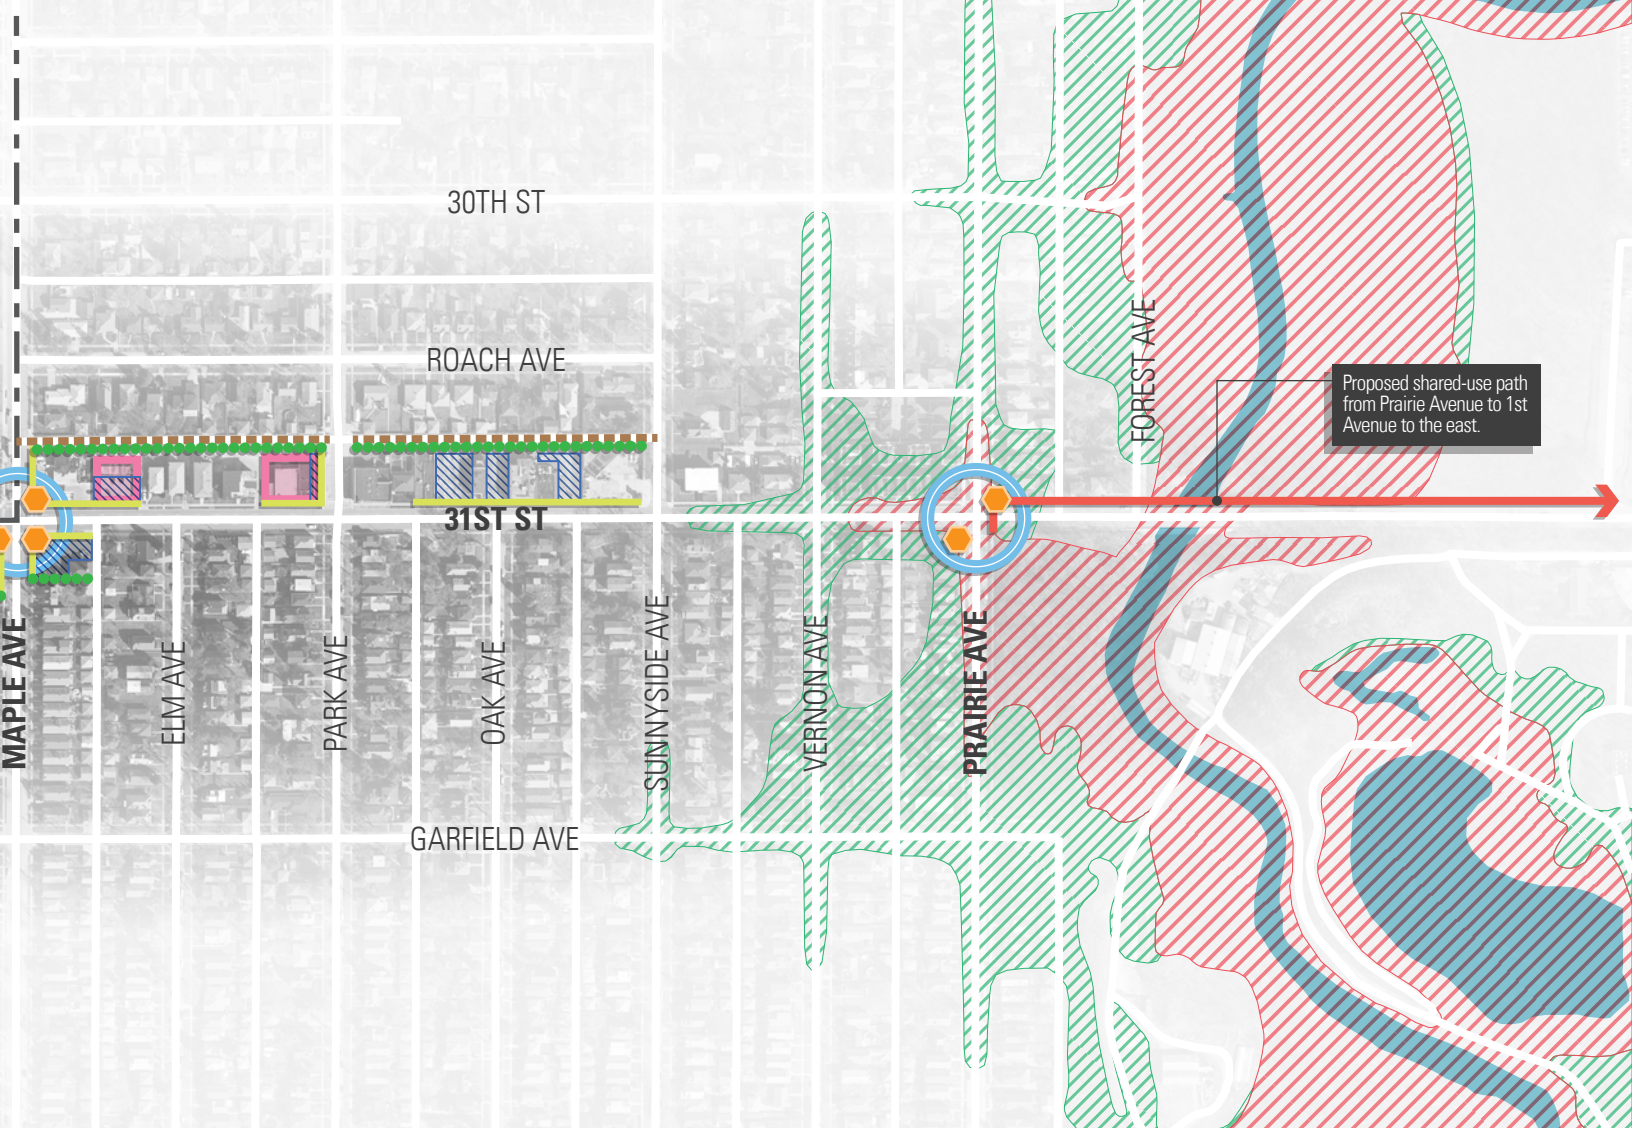 30TH ST
ROACH AVE
FOREST AVE
Proposed shared-use path
from Prairie Avenue to 1st
Avenue to the east.
31ST ST
MAPLE AVE
ELM AVE
PARK AVE
OAK AVE
SUNNYSIDE AVE
VERNON AVE
PRAIRIE AVE
GARFIELD AVE